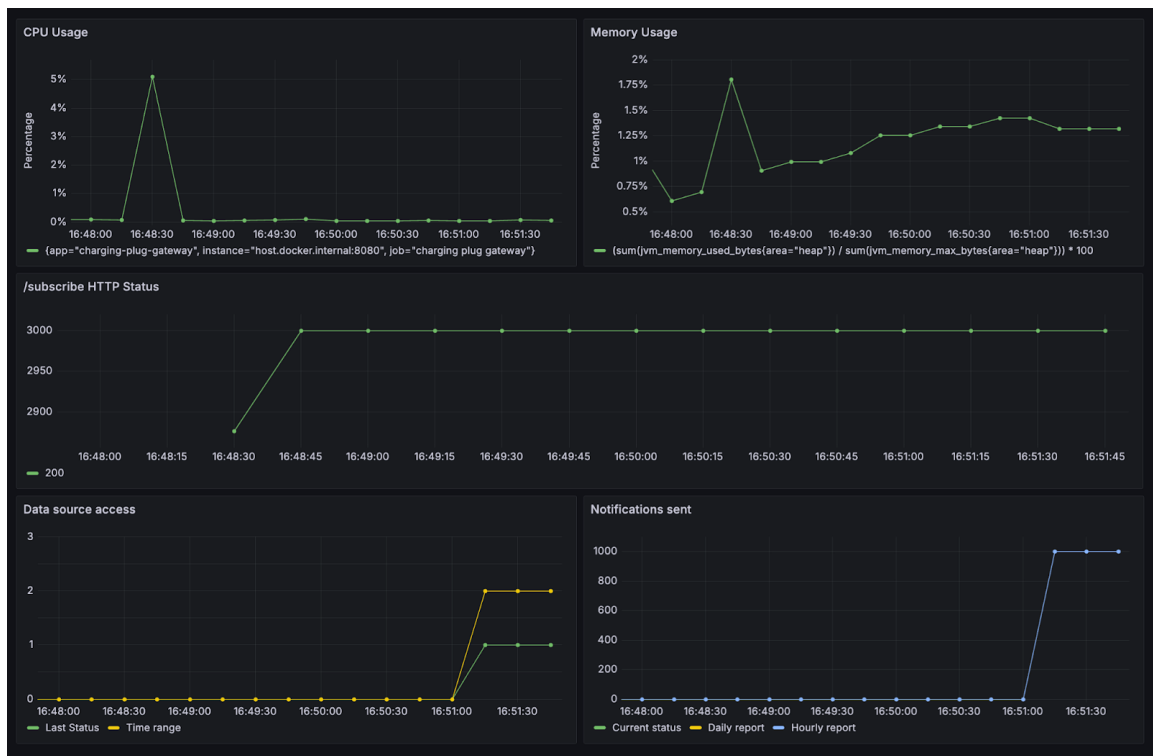 CPU Usage
Percentage
5%
4%
3%
2%
1%
0%
16:48:00 16:48:30 16:49:00 16:49:30 16:50:00 16:50:30 16:51:00 16:51:30
{app="charging-plug-gateway", instance="host.docker.internal:8080", job="charging plug gateway"}
Memory Usage
Percentage
2%
1.75%
1.5%
1.25%
1%
0.75%
0.5%
16:48:00 16:48:30 16:49:00 16:49:30 16:50:00 16:50:30 16:51:00 16:51:30
(sum(jvm_memory_used_bytes{area="heap"}) / sum(jvm_memory_max_bytes{area="heap"})) * 100
/subscribe HTTP Status
3000
2950
2900
16:48:00 16:48:15 16:48:30 16:48:45 16:49:00 16:49:15 16:49:30 16:49:45 16:50:00 16:50:15 16:50:30 16:50:45 16:51:00 16:51:15 16:51:30 16:51:45
200
Data source access
3
2
1
0
16:48:00 16:48:30 16:49:00 16:49:30 16:50:00 16:50:30 16:51:00 16:51:30
Last Status Time range
Notifications sent
1000
800
600
400
200
0
16:48:00 16:48:30 16:49:00 16:49:30 16:50:00 16:50:30 16:51:00 16:51:30
Current status Daily report Hourly report